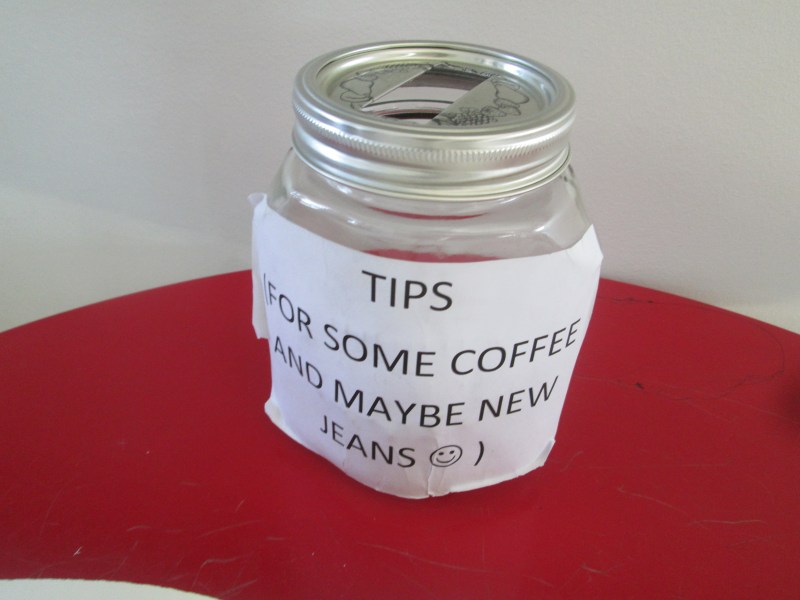 TIPS
(FOR SOME COFFEE
AND MAYBE NEW
JEANS ☺ )